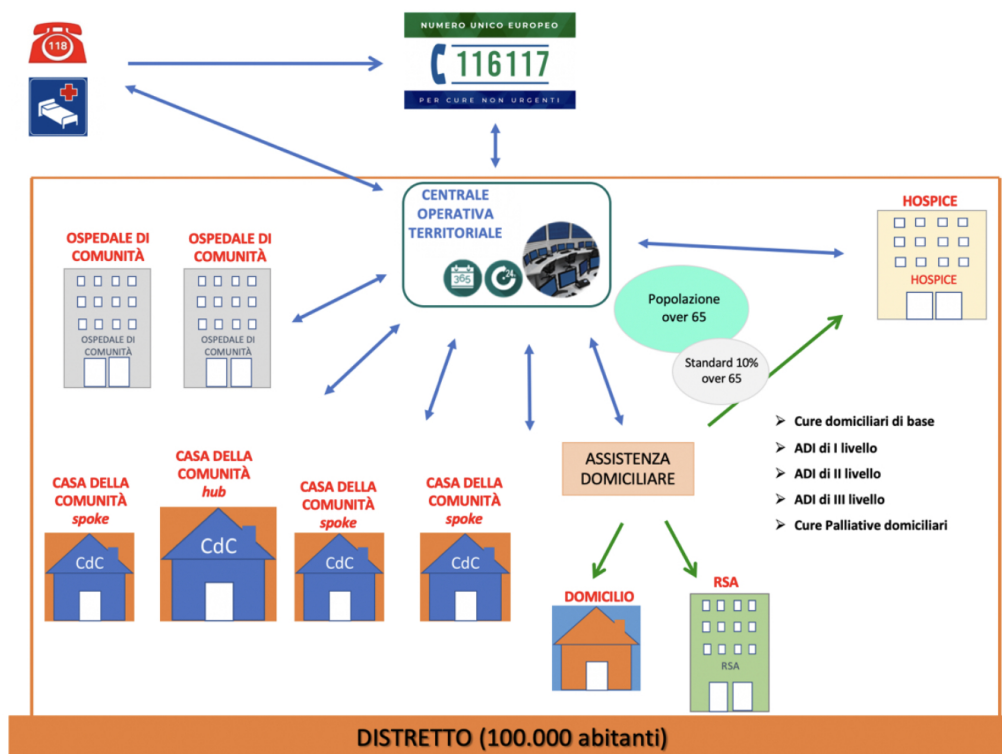 118
NUMERO UNICO EUROPEO
116117
PER CURE NON URGENTI
CENTRALE
OPERATIVA
TERRITORIALE
365
24
OSPEDALE DI
COMUNITÀ
OSPEDALE DI
COMUNITÀ
HOSPICE
OSPEDALE DI
COMUNITÀ
OSPEDALE DI
COMUNITÀ
HOSPICE
Popolazione
over 65
Standard 10%
over 65
CASA DELLA
COMUNITÀ
spoke
CASA DELLA
COMUNITÀ
hub
CASA DELLA
COMUNITÀ
spoke
CASA DELLA
COMUNITÀ
spoke
CdC
CdC
CdC
CdC
ASSISTENZA
DOMICILIARE
➢ Cure domiciliari di base
➢ ADI di I livello
➢ ADI di II livello
➢ ADI di III livello
➢ Cure Palliative domiciliari
DOMICILIO
RSA
RSA
DISTRETTO (100.000 abitanti)